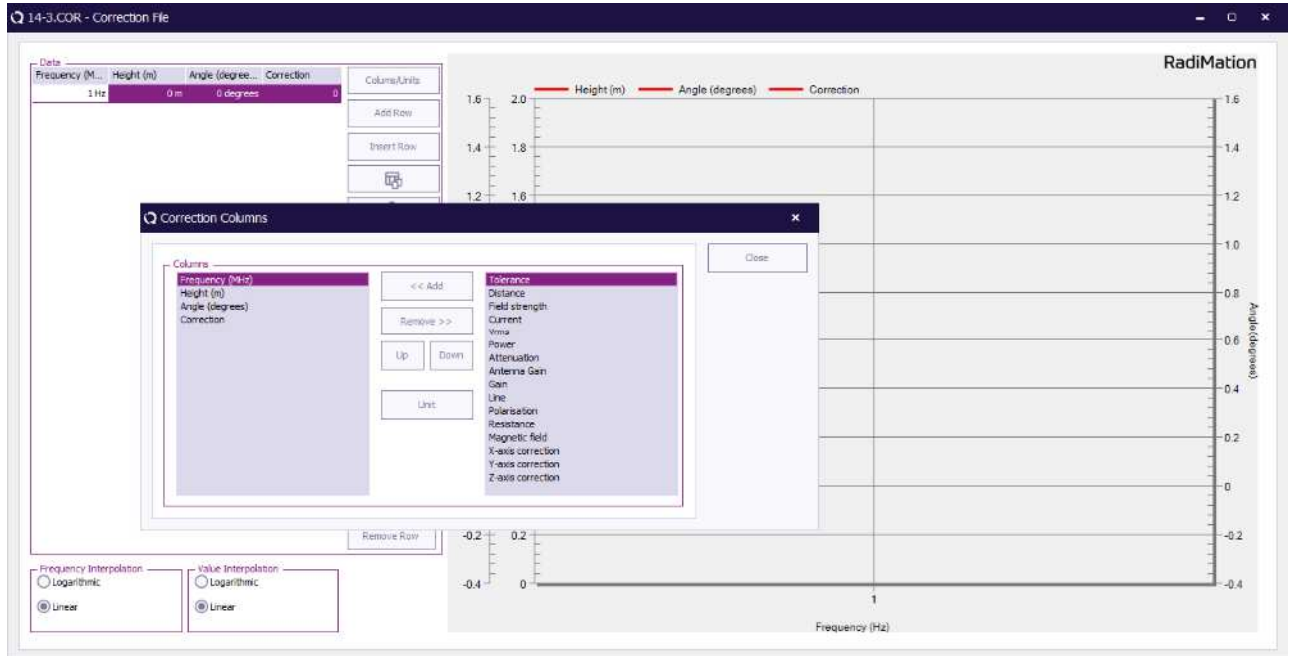 14-3.COR - Correction File
Data
Frequency (M... Height (m) Angle (degree... Correction
1 Hz 0 m 0 degrees 0
Colums/Units
Add Row
Insert Row
Remove Row
RadiMation
Height (m) Angle (degrees) Correction
1.6 2.0 1.6
1.4 1.8 1.4
1.2 1.6 1.2
1.0
0.8
0.6
0.4
0.2
0
-0.2 0.2 -0.2
-0.4 0 -0.4
1
Frequency (Hz)
Angle(degrees)
Correction Columns
Close
Columns
Frequency (MHz)
Height (m)
Angle (degrees)
Correction
<< Add
Remove >>
Up Down
Unit
Tolerance
Distance
Field strength
Current
Power
Attenuation
Antenna Gain
Gain
Line
Polarisation
Resistance
Magnetic field
X-axis correction
Y-axis correction
Z-axis correction
Frequency Interpolation
Logarithmic
Linear
Value Interpolation
Logarithmic
Linear